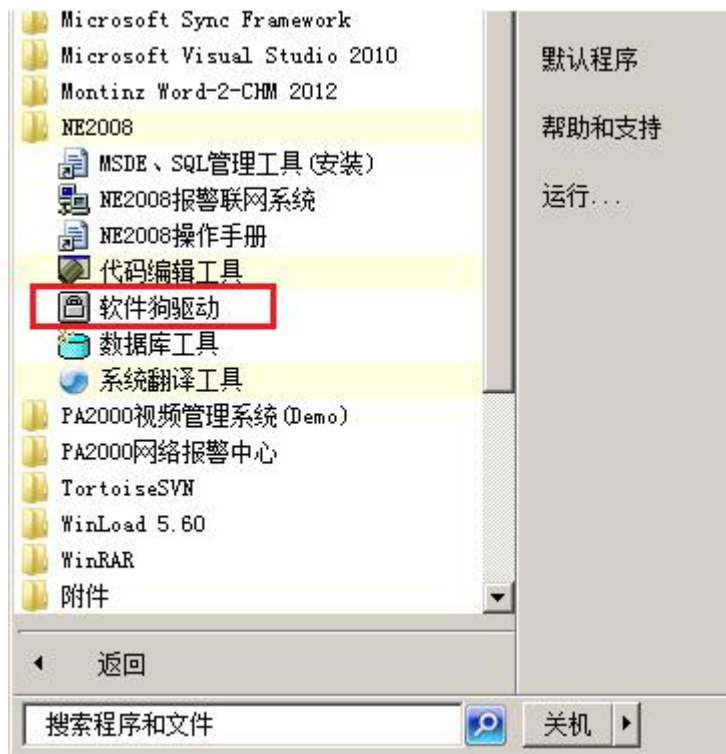 Microsoft Sync Framework
Microsoft Visual Studio 2010
Montinz Word-2-CHM 2012
NE2008
MSDE、SQL管理工具(安装)
NE2008报警联网系统
NE2008操作手册
代码编辑工具
软件狗驱动
数据库工具
系统翻译工具
PA2000视频管理系统(Demo)
PA2000网络报警中心
TortoiseSVN
WinLoad 5.60
WinRAR
附件
返回
搜索程序和文件
默认程序
帮助和支持
运行...
关机